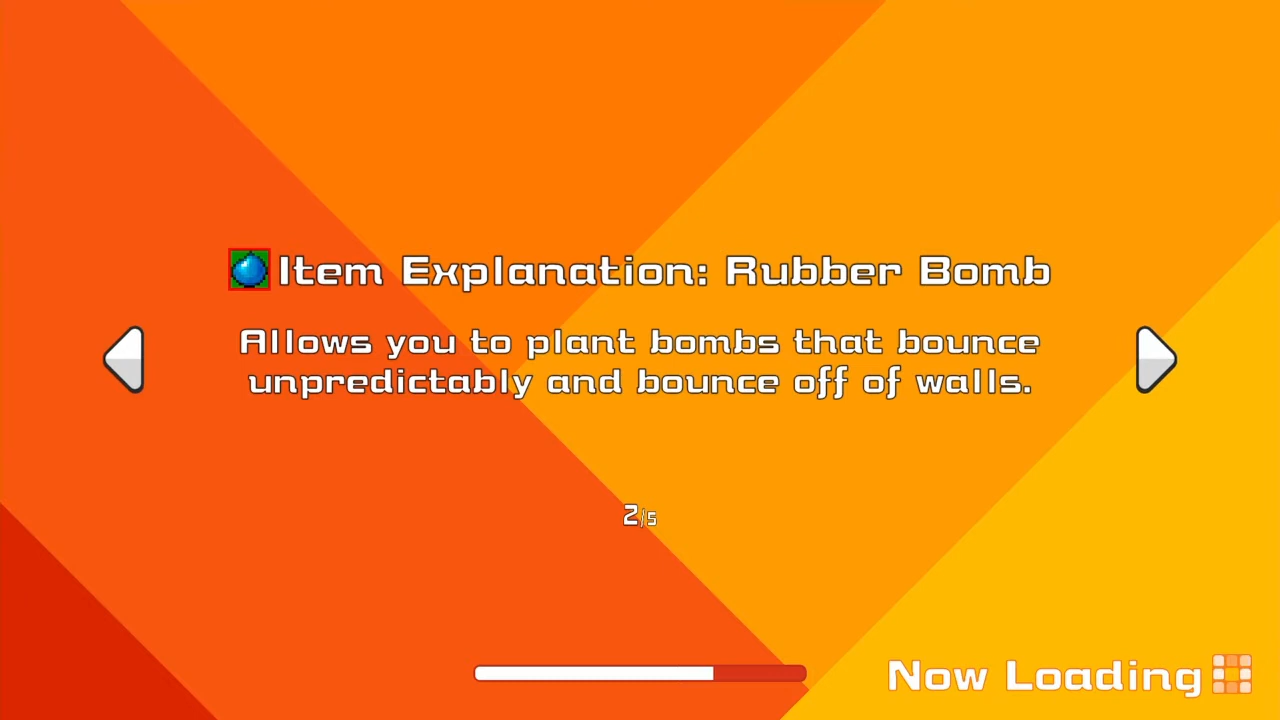 Item Explanation: Rubber Bomb
Allows you to plant bombs that bounce
unpredictably and bounce off of walls.
2/5
Now Loading